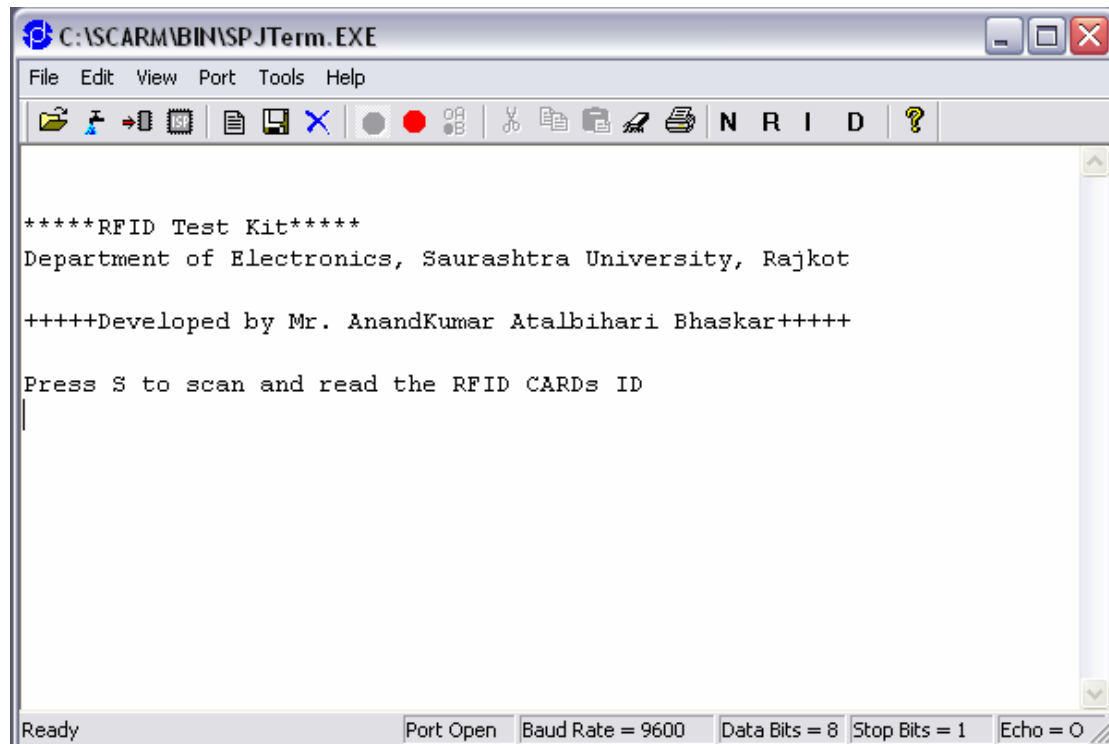 C:\SCARM\BIN\SPJTerm.EXE
File Edit View Port Tools Help
N R I D
*****RFID Test Kit*****
Department of Electronics, Saurashtra University, Rajkot
+++++Developed by Mr. AnandKumar Atalbihari Bhaskar+++++
Press S to scan and read the RFID CARDs ID
Ready Port Open Baud Rate = 9600 Data Bits = 8 Stop Bits = 1 Echo = O